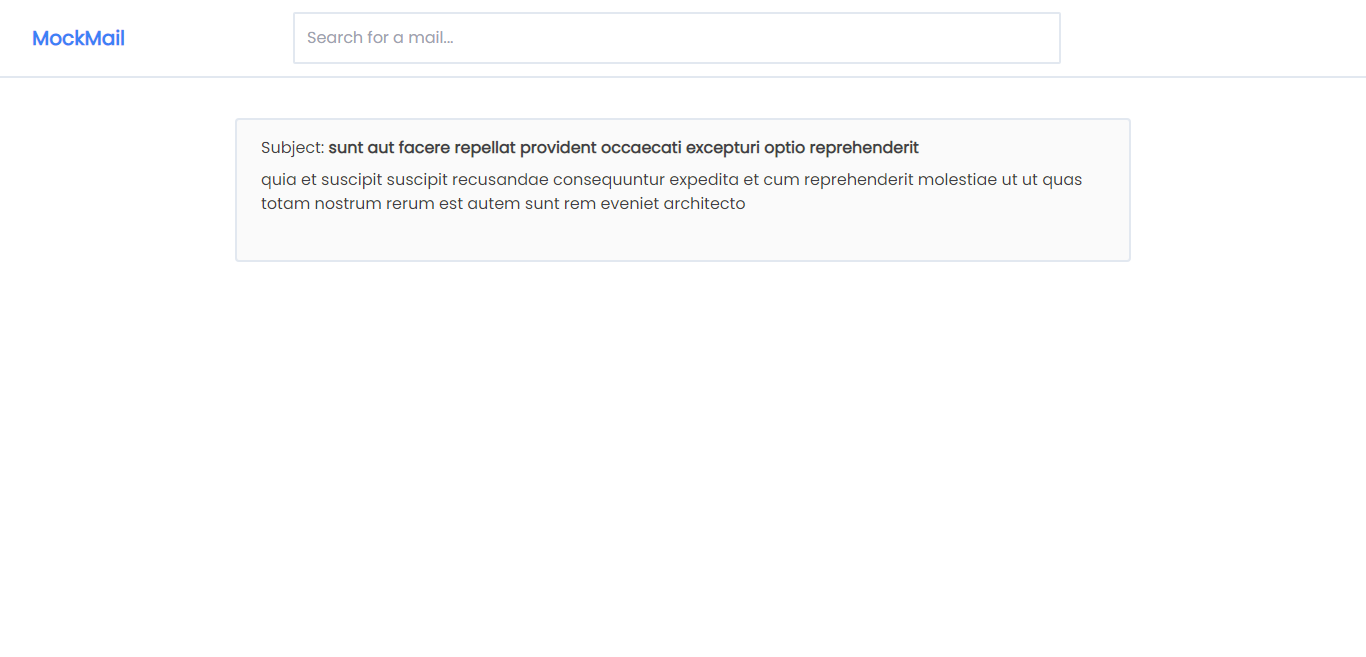 MockMail
Search for a mail...
Subject: sunt aut facere repellat provident occaecati excepturi optio reprehenderit
quia et suscipit suscipit recusandae consequuntur expedita et cum reprehenderit molestiae ut ut quas
totam nostrum rerum est autem sunt rem eveniet architecto